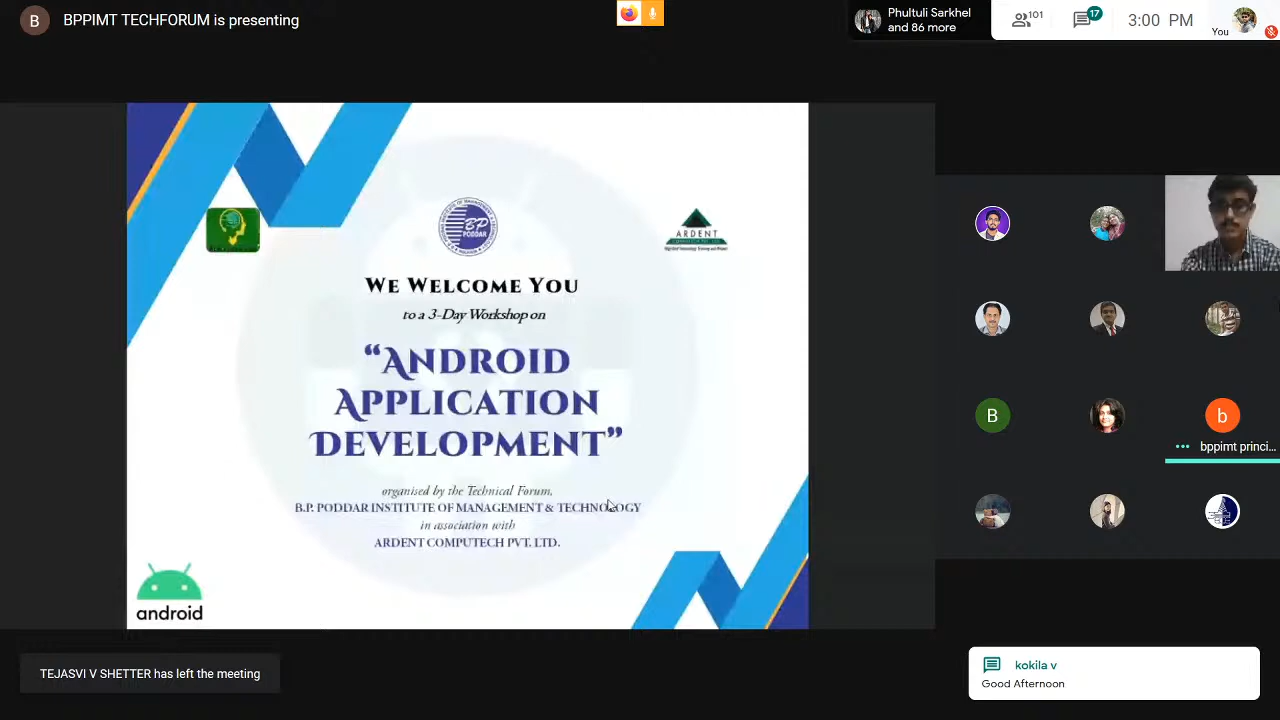 B
BPPIMT TECHFORUM is presenting
Phultuli Sarkhel
and 86 more
101
17
3:00 PM
You
BP
PODDAR
ARDENT
WE WELCOME YOU
to a 3-Day Workshop on
“ANDROID
APPLICATION
DEVELOPMENT”
organised by the Technical Forum,
B.P. PODDAR INSTITUTE OF MANAGEMENT & TECHNOLOGY
in association with
ARDENT COMPUTECH PVT. LTD.
android
B
b
bppimt princi...
TEJASVI V SHETTER has left the meeting
kokila v
Good Afternoon